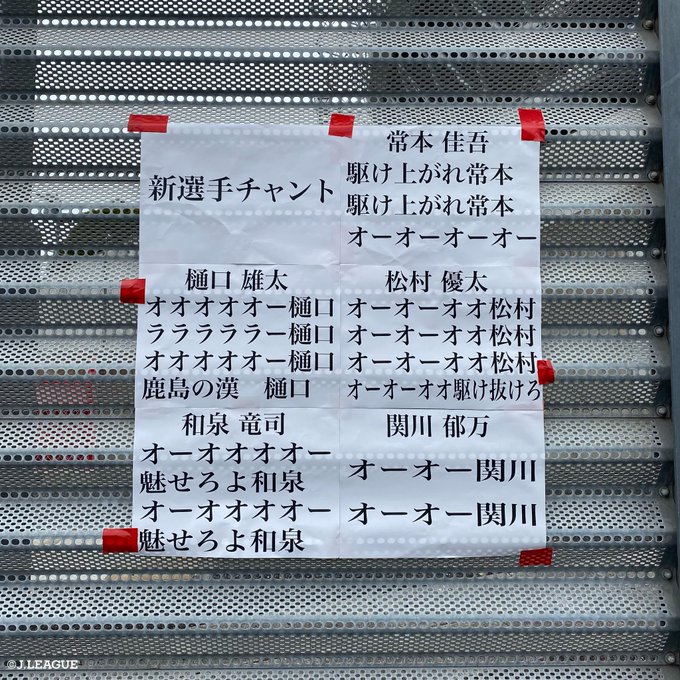 新選手チャント
常本 佳吾
駆け上がれ常本
駆け上がれ常本
オーオーオーオー
樋口 雄太
オオオオオー樋口
ラララララー樋口
オオオオオー樋口
鹿島の漢　樋口
松村 優太
オーオーオオ松村
オーオーオオ松村
オーオーオオ松村
オーオーオオ駆け抜けろ
和泉 竜司
オーオオオオー
魅せろよ和泉
オーオオオオー
魅せろよ和泉
関川 郁万
オーオー関川
オーオー関川
©J.LEAGUE